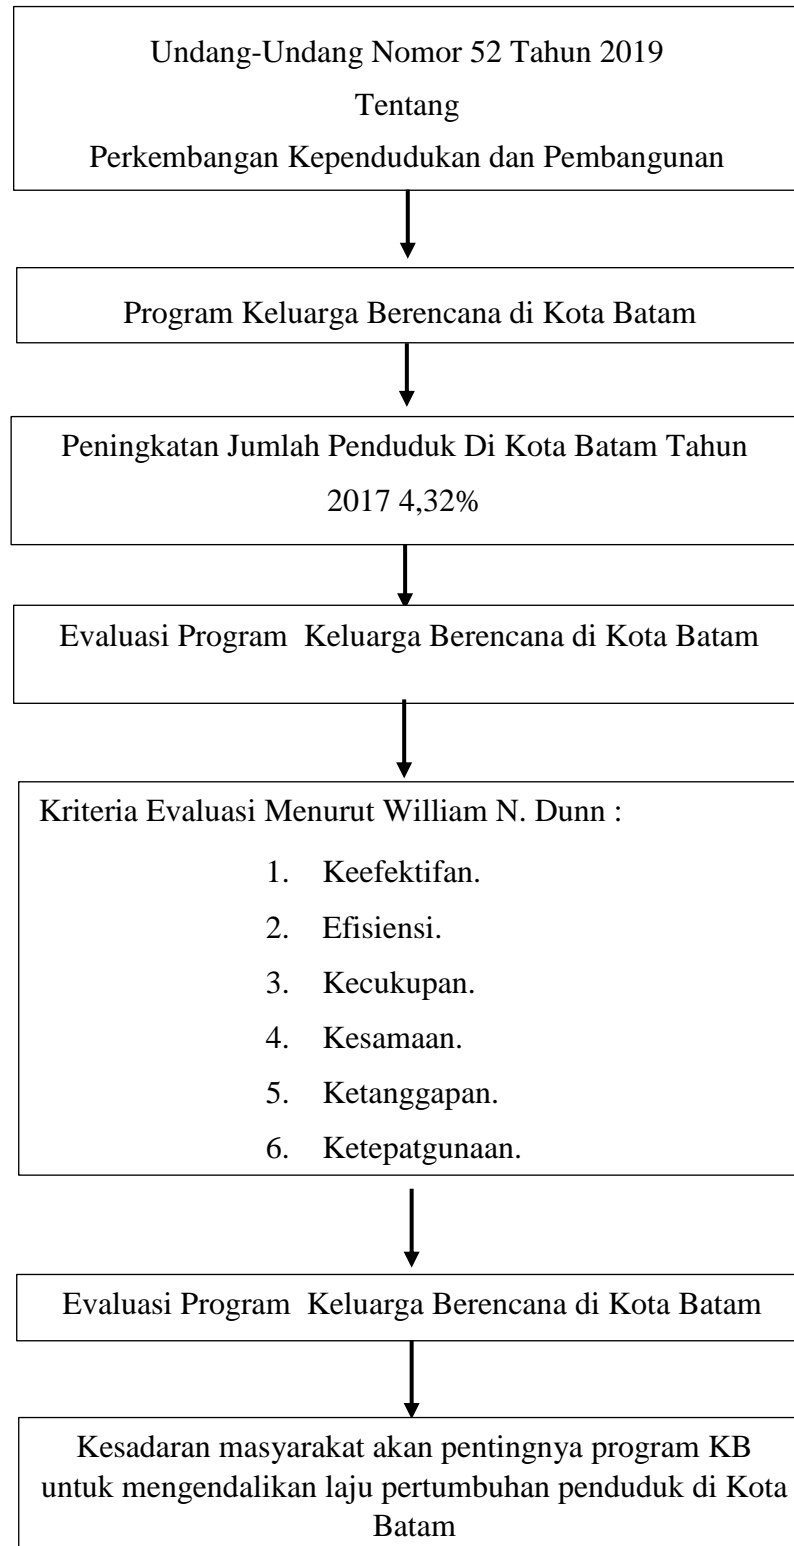 Undang-Undang Nomor 52 Tahun 2019
Tentang
Perkembangan Kependudukan dan Pembangunan
Program Keluarga Berencana di Kota Batam
Peningkatan Jumlah Penduduk Di Kota Batam Tahun
2017 4,32%
Evaluasi Program  Keluarga Berencana di Kota Batam
Kriteria Evaluasi Menurut William N. Dunn :
1. Keefektifan.
2. Efisiensi.
3. Kecukupan.
4. Kesamaan.
5. Ketanggapan.
6. Ketepatgunaan.
Evaluasi Program  Keluarga Berencana di Kota Batam
Kesadaran masyarakat akan pentingnya program KB
untuk mengendalikan laju pertumbuhan penduduk di Kota
Batam